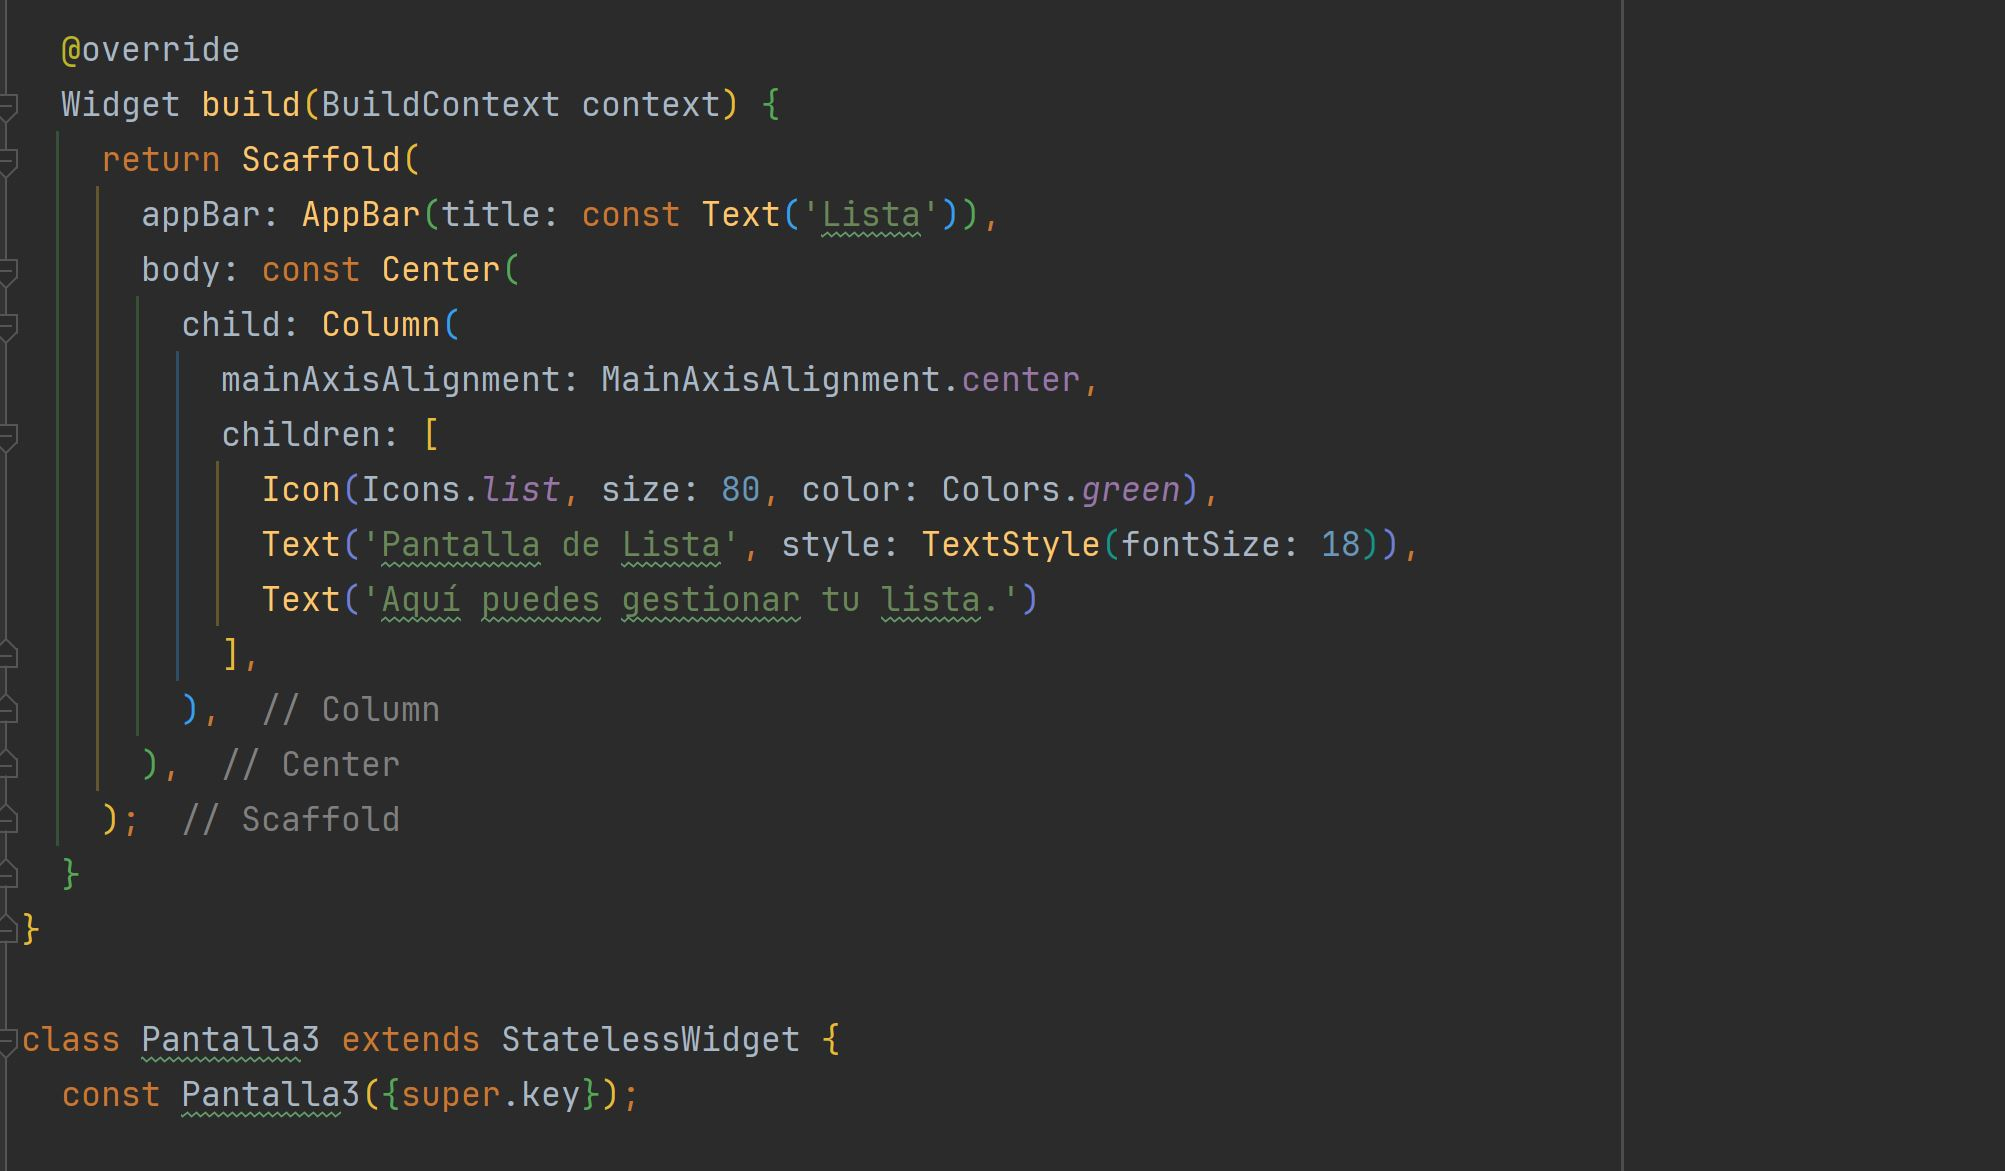 @override
Widget build(BuildContext context) {
return Scaffold(
appBar: AppBar(title: const Text('Lista')),
body: const Center(
child: Column(
mainAxisAlignment: MainAxisAlignment.center,
children: [
Icon(Icons.list, size: 80, color: Colors.green),
Text('Pantalla de Lista', style: TextStyle(fontSize: 18)),
Text('Aquí puedes gestionar tu lista.')
],
), // Column
), // Center
); // Scaffold
}
}
class Pantalla3 extends StatelessWidget {
const Pantalla3({super.key});